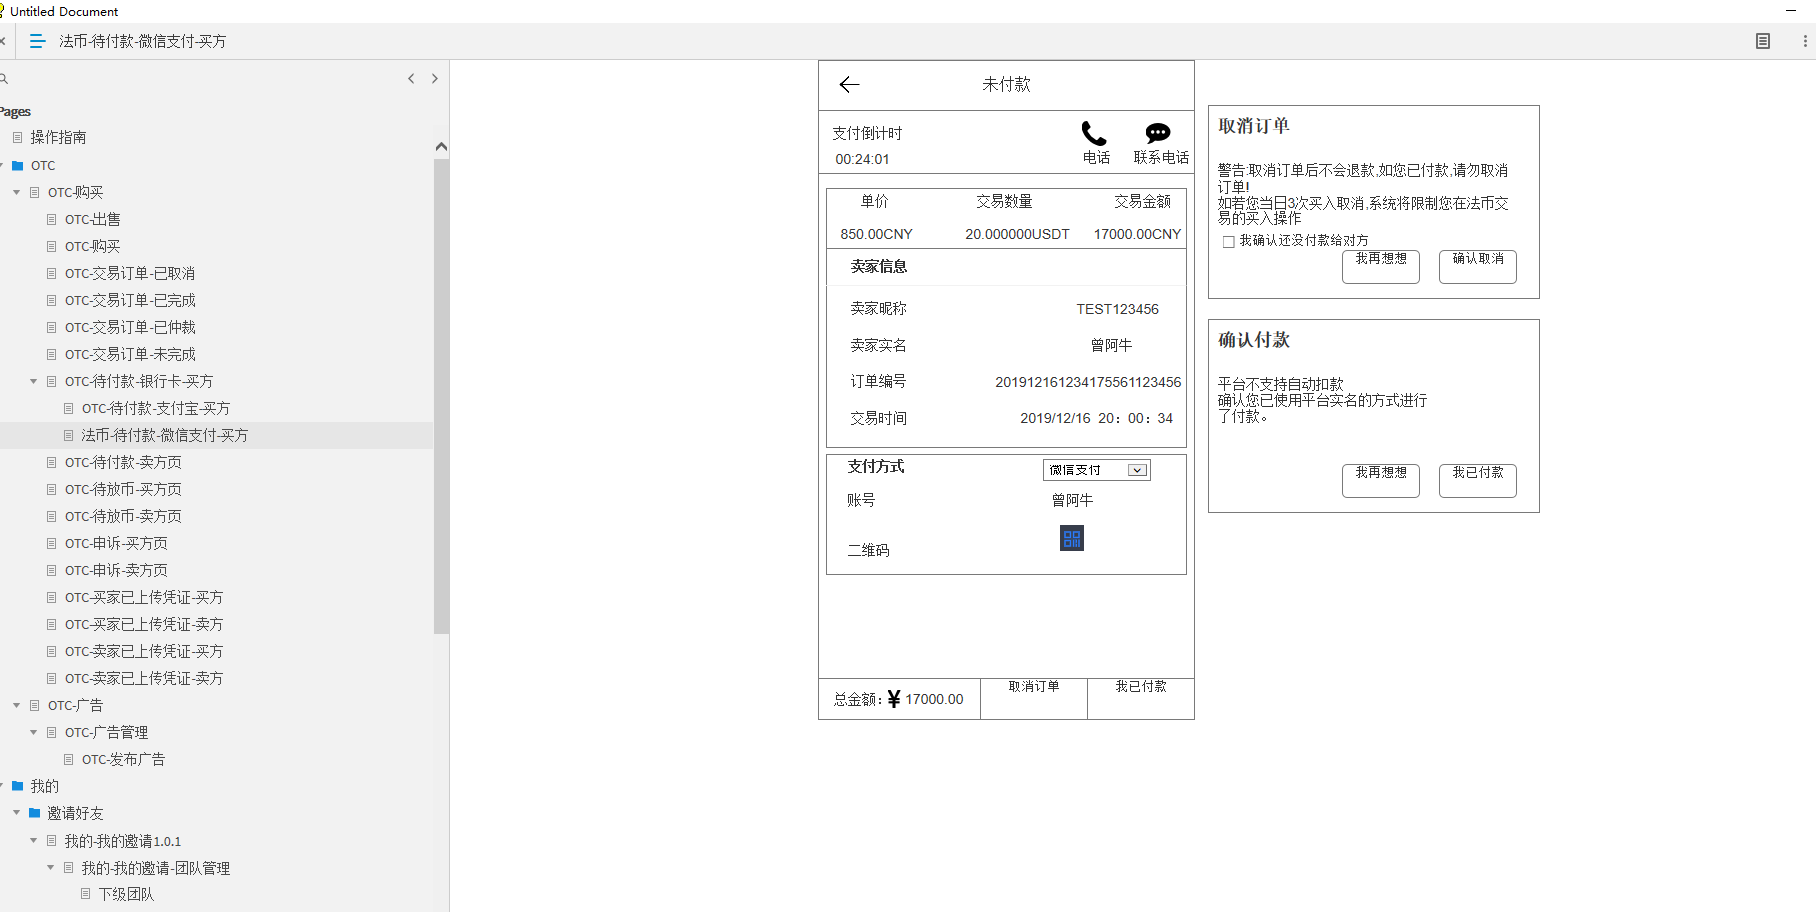 Untitled Document
法币-待付款-微信支付-买方
Pages
操作指南
OTC
OTC-购买
OTC-出售
OTC-购买
OTC-交易订单-已取消
OTC-交易订单-已完成
OTC-交易订单-已仲裁
OTC-交易订单-未完成
OTC-待付款-银行卡-买方
OTC-待付款-支付宝-买方
法币-待付款-微信支付-买方
OTC-待付款-卖方页
OTC-待放币-买方页
OTC-待放币-卖方页
OTC-申诉-买方页
OTC-申诉-卖方页
OTC-买家已上传凭证-买方
OTC-买家已上传凭证-卖方
OTC-卖家已上传凭证-买方
OTC-卖家已上传凭证-卖方
OTC-广告
OTC-广告管理
OTC-发布广告
我的
邀请好友
我的-我的邀请1.0.1
我的-我的邀请-团队管理
下级团队
未付款
支付倒计时
00:24:01
电话 联系电话
单价 交易数量 交易金额
850.00CNY 20.000000USDT 17000.00CNY
卖家信息
卖家昵称 TEST123456
卖家实名 曾阿牛
订单编号 201912161234175561123456
交易时间 2019/12/16 20：00：34
支付方式 微信支付
账号 曾阿牛
二维码
总金额：¥ 17000.00 取消订单 我已付款
取消订单
警告:取消订单后不会退款,如您已付款,请勿取消
订单!
如若您当日3次买入取消,系统将限制您在法币交
易的买入操作
我确认还没付款给对方
我再想想 确认取消
确认付款
平台不支持自动扣款
确认您已使用平台实名的方式进行
了付款。
我再想想 我已付款